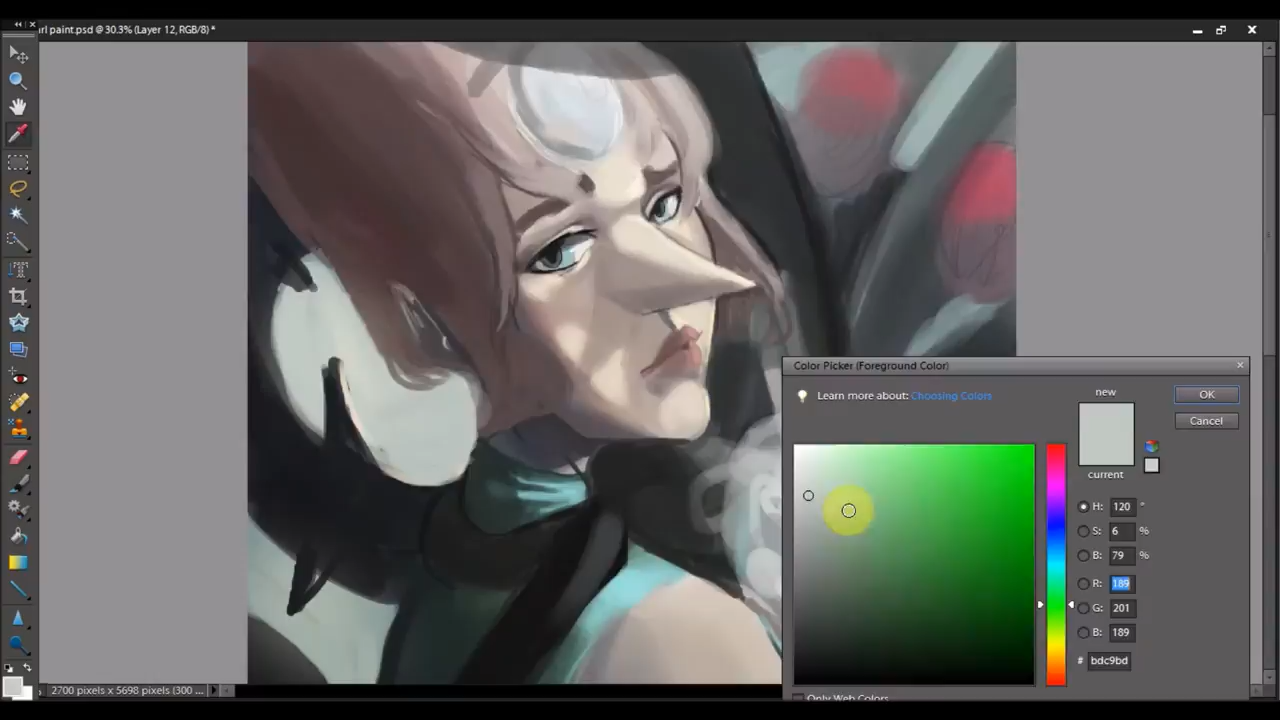 rl paint.psd @ 30.3% (Layer 12, RGB/8) *
Color Picker (Foreground Color)
Learn more about: Choosing Colors
new
current
OK
Cancel
H: 120 °
S: 6 %
B: 79 %
R: 189
G: 201
B: 189
# bdc9bd
Only Web Colors
2700 pixels x 5698 pixels (300 ...